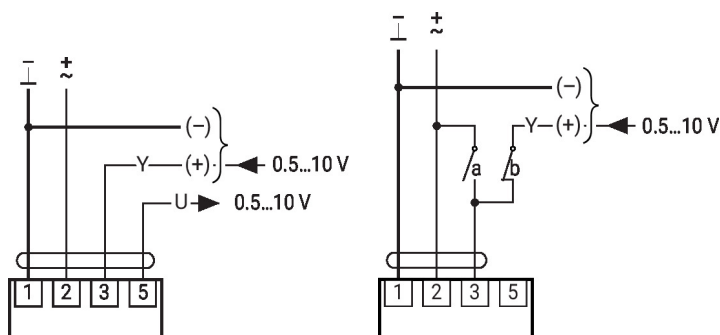 ⊥ ~
− +
(−)
Y (+) 0.5...10 V
U 0.5...10 V
1 2 3 5
− +
⊥ ~
(−)
Y (+) 0.5...10 V
a b
1 2 3 5